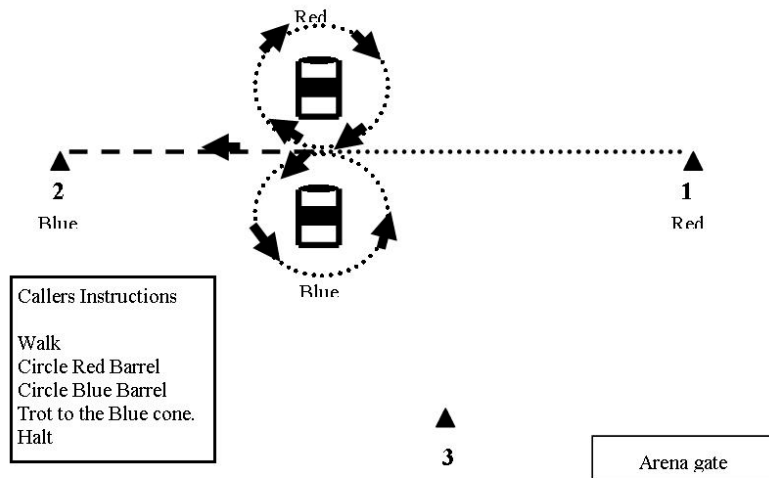 Red
2
Blue
1
Red
Blue
Callers Instructions
Walk
Circle Red Barrel
Circle Blue Barrel
Trot to the Blue cone.
Halt
3
Arena gate